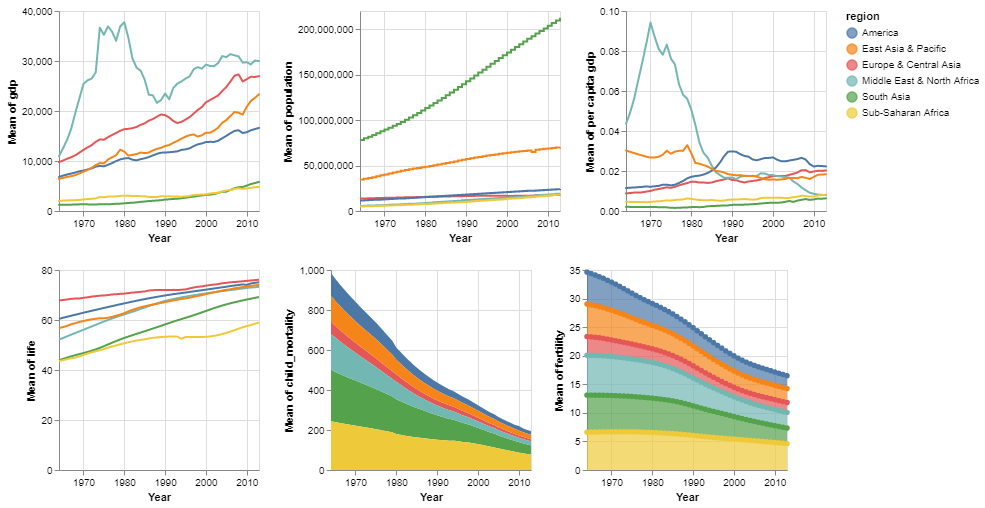 40,000
30,000
20,000
10,000
0
Mean of gdp
1970 1980 1990 2000 2010
Year
200,000,000
150,000,000
100,000,000
50,000,000
0
Mean of population
1970 1980 1990 2000 2010
Year
0.10
0.08
0.06
0.04
0.02
0.00
Mean of per capita gdp
1970 1980 1990 2000 2010
Year
region
America
East Asia & Pacific
Europe & Central Asia
Middle East & North Africa
South Asia
Sub-Saharan Africa
80
60
40
20
0
Mean of life
1970 1980 1990 2000 2010
Year
1,000
800
600
400
200
0
Mean of child_mortality
1970 1980 1990 2000 2010
Year
35
30
25
20
15
10
5
0
Mean of fertility
1970 1980 1990 2000 2010
Year